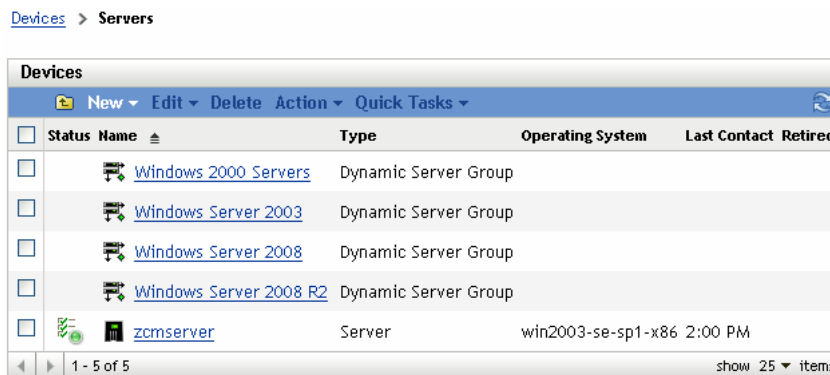 Devices > Servers
Devices
New Edit Delete Action Quick Tasks
Status Name Type Operating System Last Contact Retired
Windows 2000 Servers Dynamic Server Group
Windows Server 2003 Dynamic Server Group
Windows Server 2008 Dynamic Server Group
Windows Server 2008 R2 Dynamic Server Group
zcmserver Server win2003-se-sp1-x86 2:00 PM
1 - 5 of 5 show 25 items